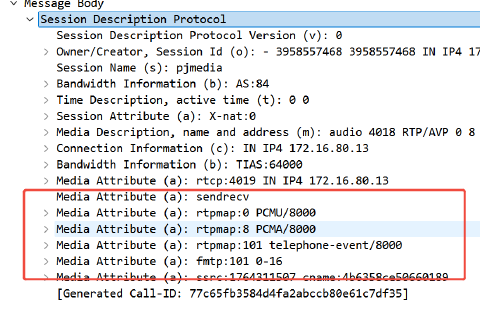 Message Body
Session Description Protocol
Session Description Protocol Version (v): 0
Owner/Creator, Session Id (o): - 3958557468 3958557468 IN IP4 17
Session Name (s): pjmedia
Bandwidth Information (b): AS:84
Time Description, active time (t): 0 0
Session Attribute (a): X-nat:0
Media Description, name and address (m): audio 4018 RTP/AVP 0 8
Connection Information (c): IN IP4 172.16.80.13
Bandwidth Information (b): TIAS:64000
Media Attribute (a): rtcp:4019 IN IP4 172.16.80.13
Media Attribute (a): sendrecv
Media Attribute (a): rtpmap:0 PCMU/8000
Media Attribute (a): rtpmap:8 PCMA/8000
Media Attribute (a): rtpmap:101 telephone-event/8000
Media Attribute (a): fmtp:101 0-16
Media Attribute (a): ssrc:1764311507 cname:4b6358ce50660189
[Generated Call-ID: 77c65fb3584d4fa2abccb80e61c7df35]